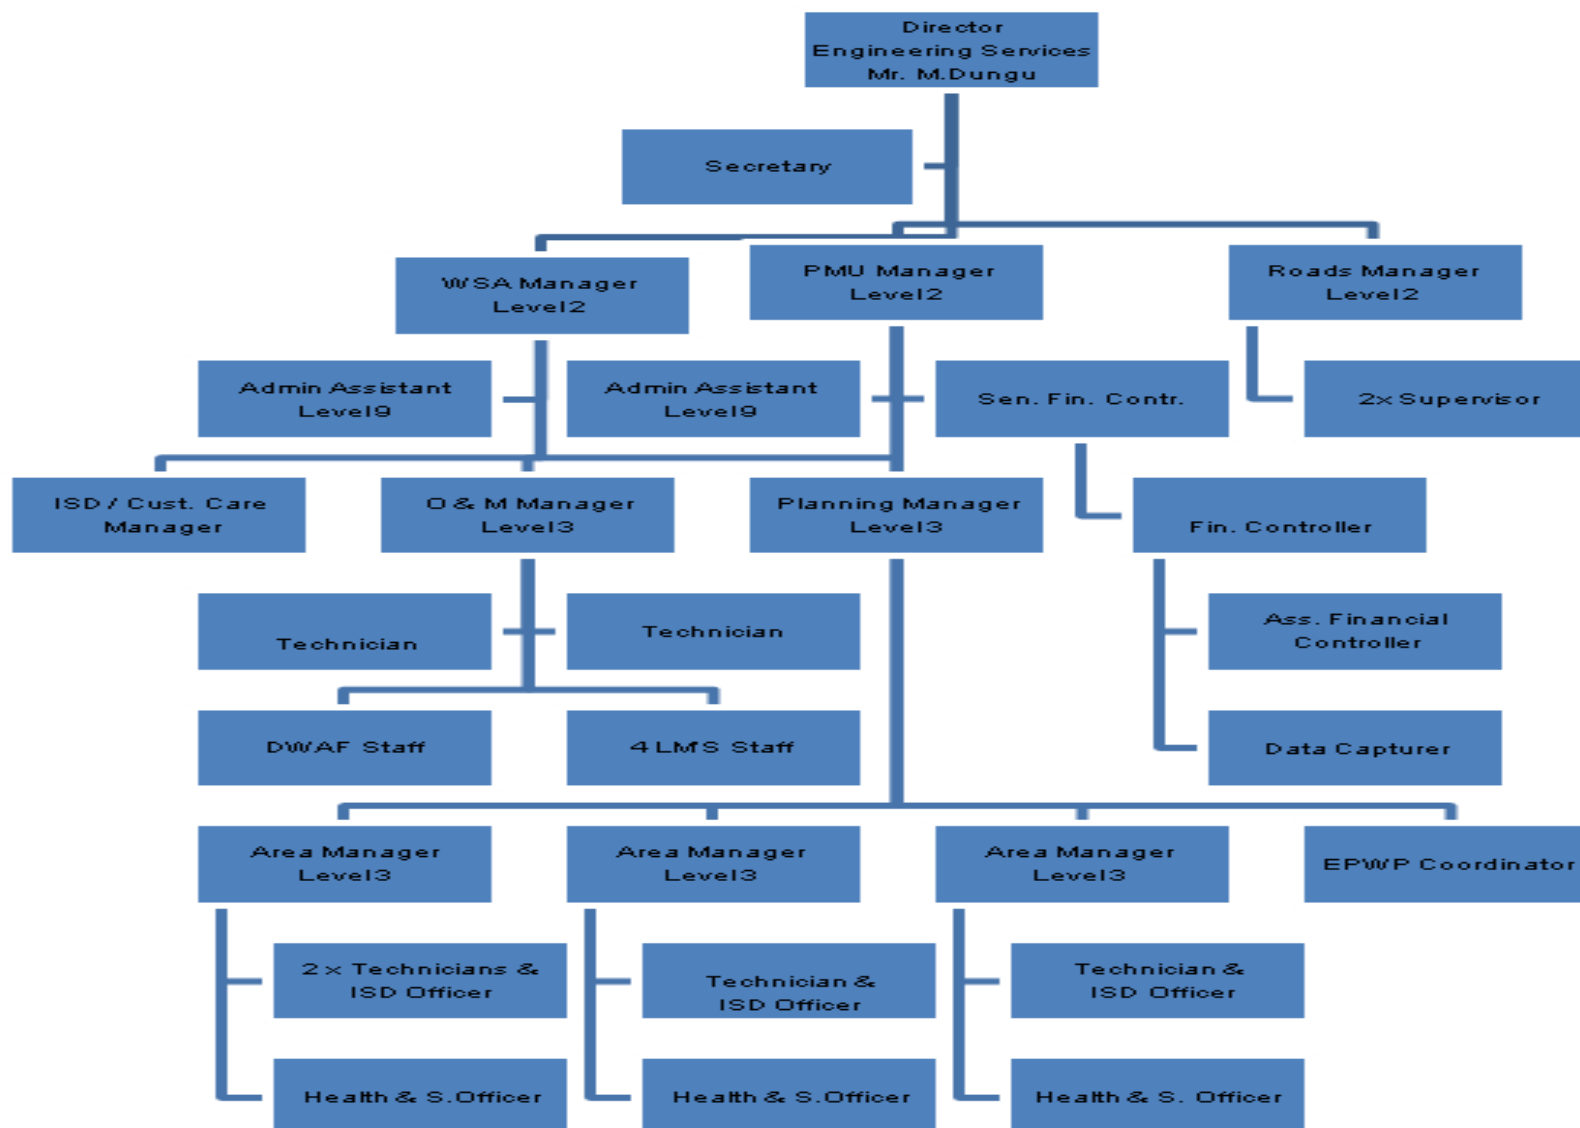 Director
Engineering Services
Mr. M.Dungu
Secretary
WSA Manager
Level2
PMU Manager
Level2
Roads Manager
Level2
Admin Assistant
Level9
Admin Assistant
Level9
Sen. Fin. Contr.
2x Supervisor
ISD / Cust. Care
Manager
O & M Manager
Level3
Planning Manager
Level3
Fin. Controller
Technician
Technician
Ass. Financial
Controller
DWAF Staff
4 LM'S Staff
Data Capturer
Area Manager
Level3
Area Manager
Level3
Area Manager
Level3
EPWP Coordinator
2 x Technicians &
ISD Officer
Technician &
ISD Officer
Technician &
ISD Officer
Health & S.Officer
Health & S.Officer
Health & S. Officer